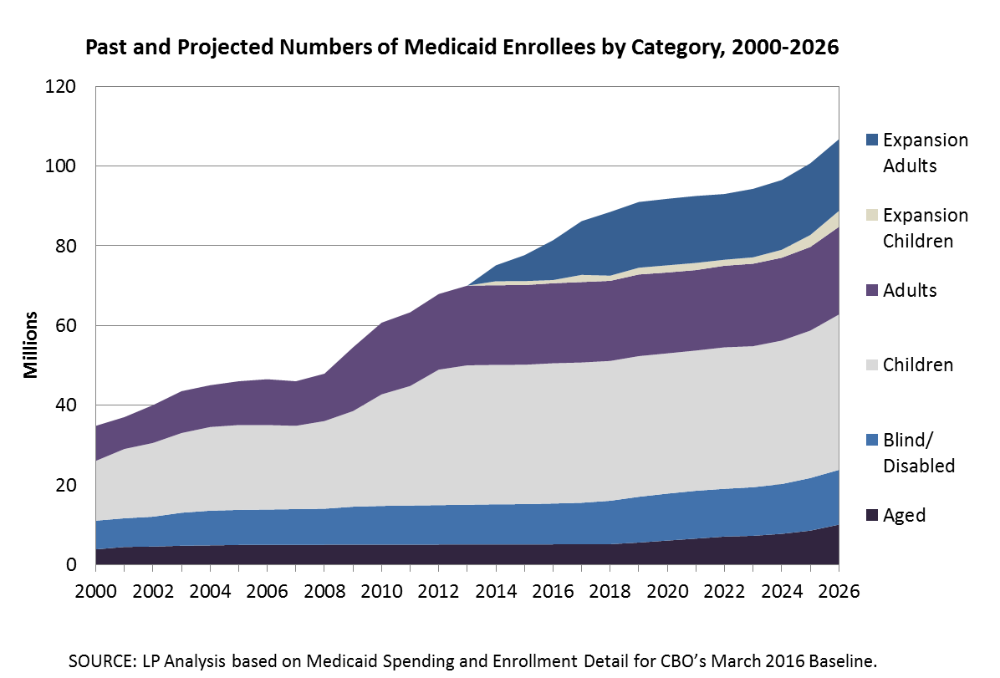 Past and Projected Numbers of Medicaid Enrollees by Category, 2000-2026
120
100
80
60
40
20
0
Millions
2000 2002 2004 2006 2008 2010 2012 2014 2016 2018 2020 2022 2024 2026
Expansion
Adults
Expansion
Children
Adults
Children
Blind/
Disabled
Aged
SOURCE: LP Analysis based on Medicaid Spending and Enrollment Detail for CBO’s March 2016 Baseline.